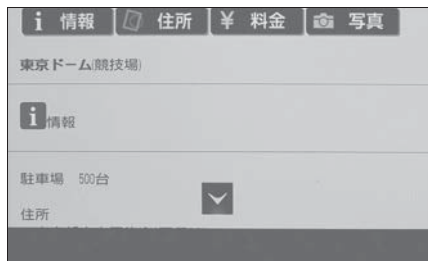 i 情報 住所 ¥ 料金 写真
東京ドーム(競技場)
i 情報
駐車場 500台
住所